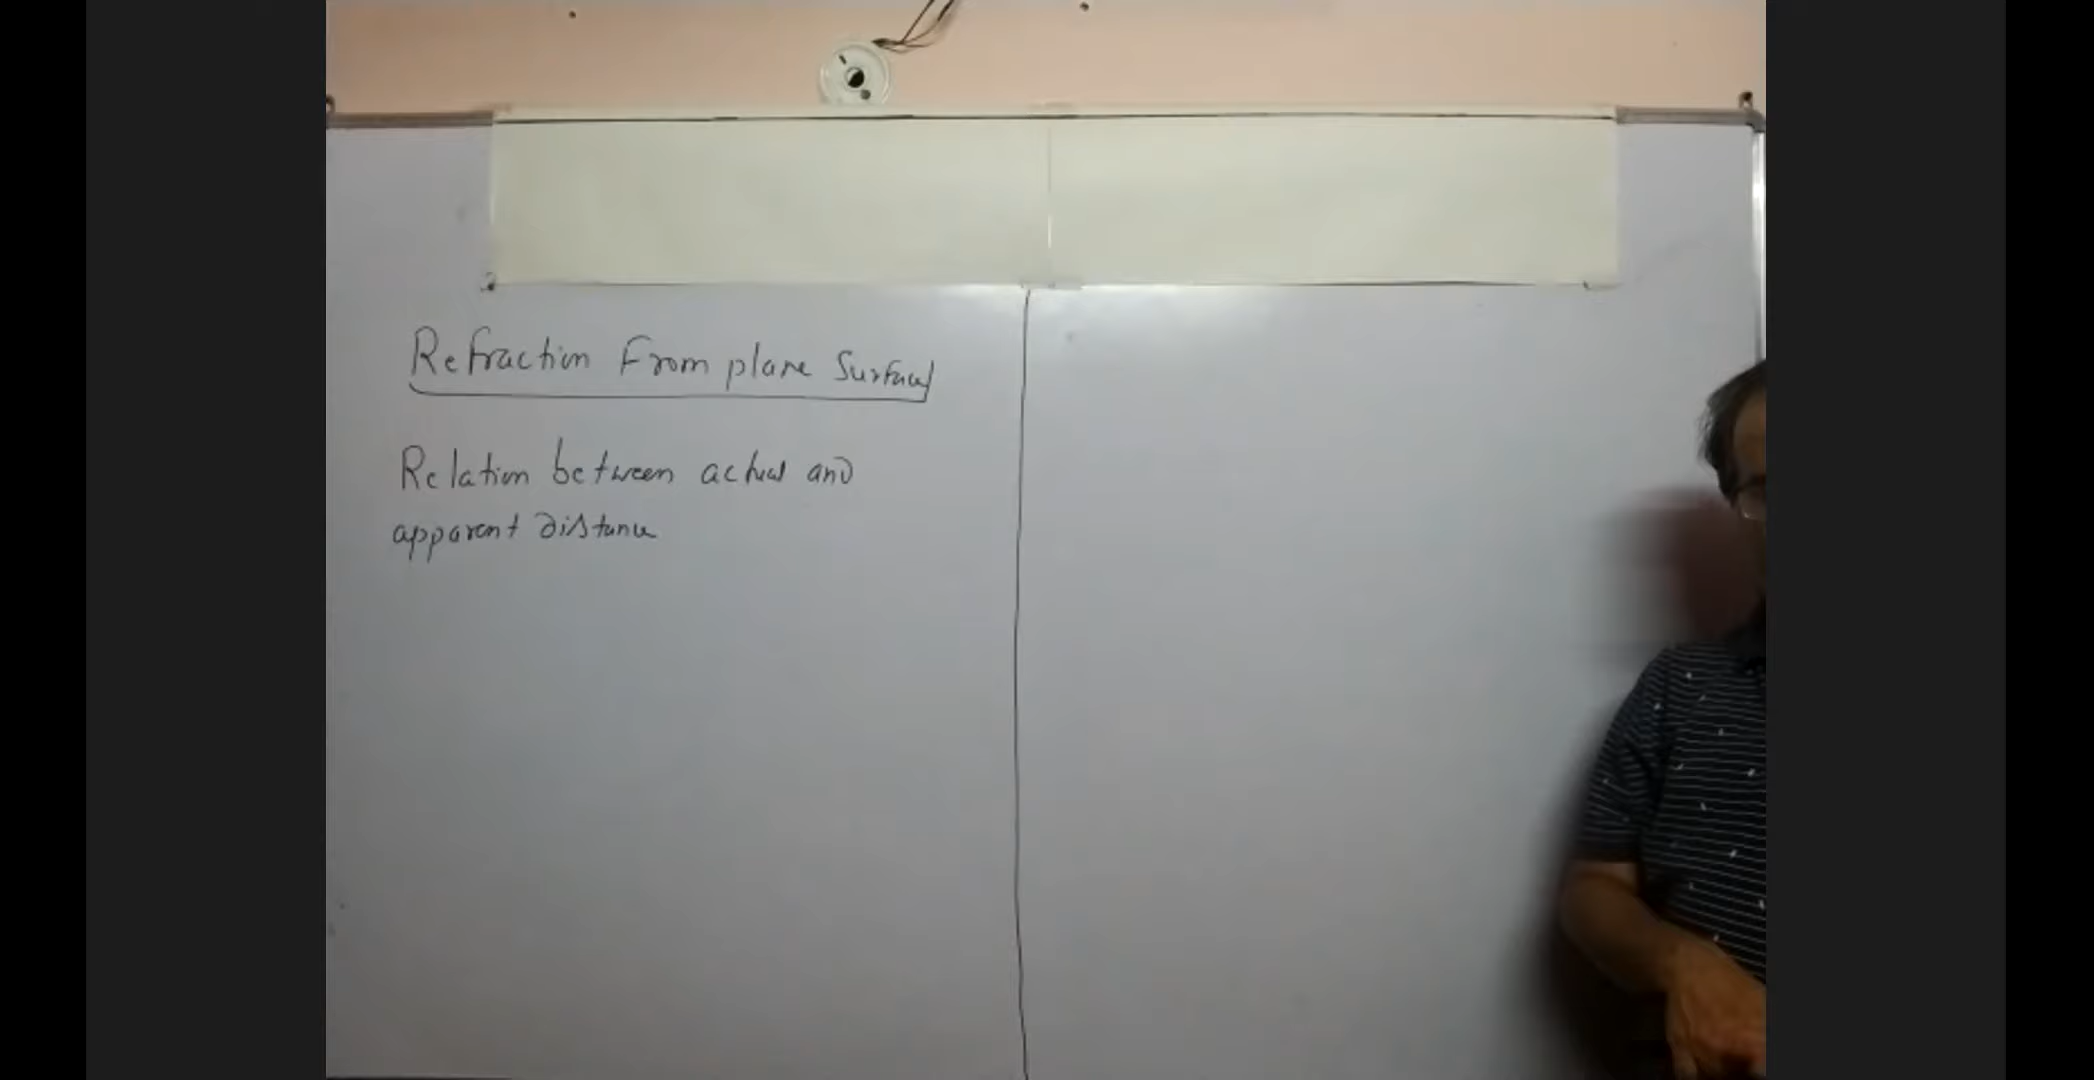 Refraction From plane Surface
Relation between actual and
apparent distance